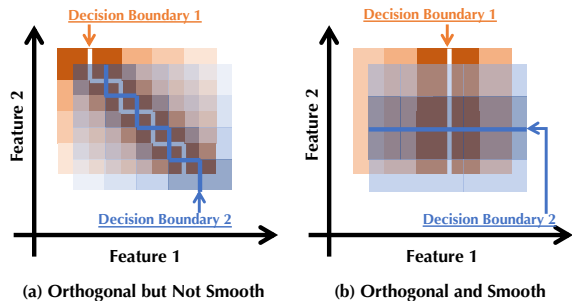 Decision Boundary 1
Feature 2
Decision Boundary 2
Feature 1
(a) Orthogonal but Not Smooth
Decision Boundary 1
Feature 2
Decision Boundary 2
Feature 1
(b) Orthogonal and Smooth